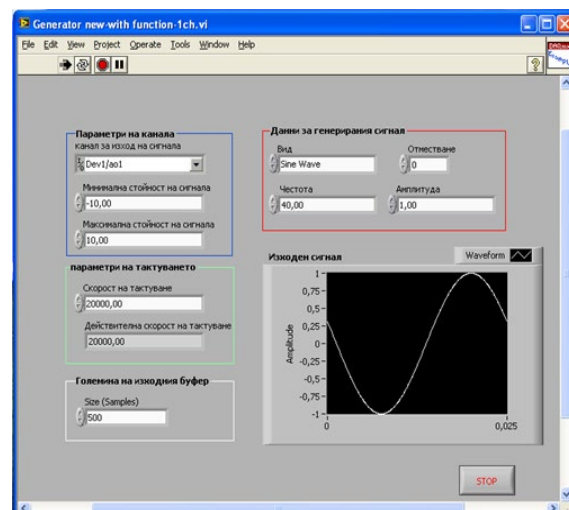 Generator new-with function-1ch.vi
File Edit View Project Operate Tools Window Help
Параметри на канала
канал за изход на сигнала
Dev1/ao1
Минимална стойност на сигнала
-10,00
Максимална стойност на сигнала
10,00
параметри на тактуването
Скорост на тактуване
20000,00
Действителна скорост на тактуване
20000,00
Големина на изходния буфер
Size (Samples)
500
Данни за генерирания сигнал
Вид
Sine Wave
Отместване
0
Честота
40,00
Амплитуда
1,00
Изходен сигнал
Waveform
Amplitude
1
0,75
0,5
0,25
0
-0,25
-0,5
-0,75
-1
0
0,025
STOP